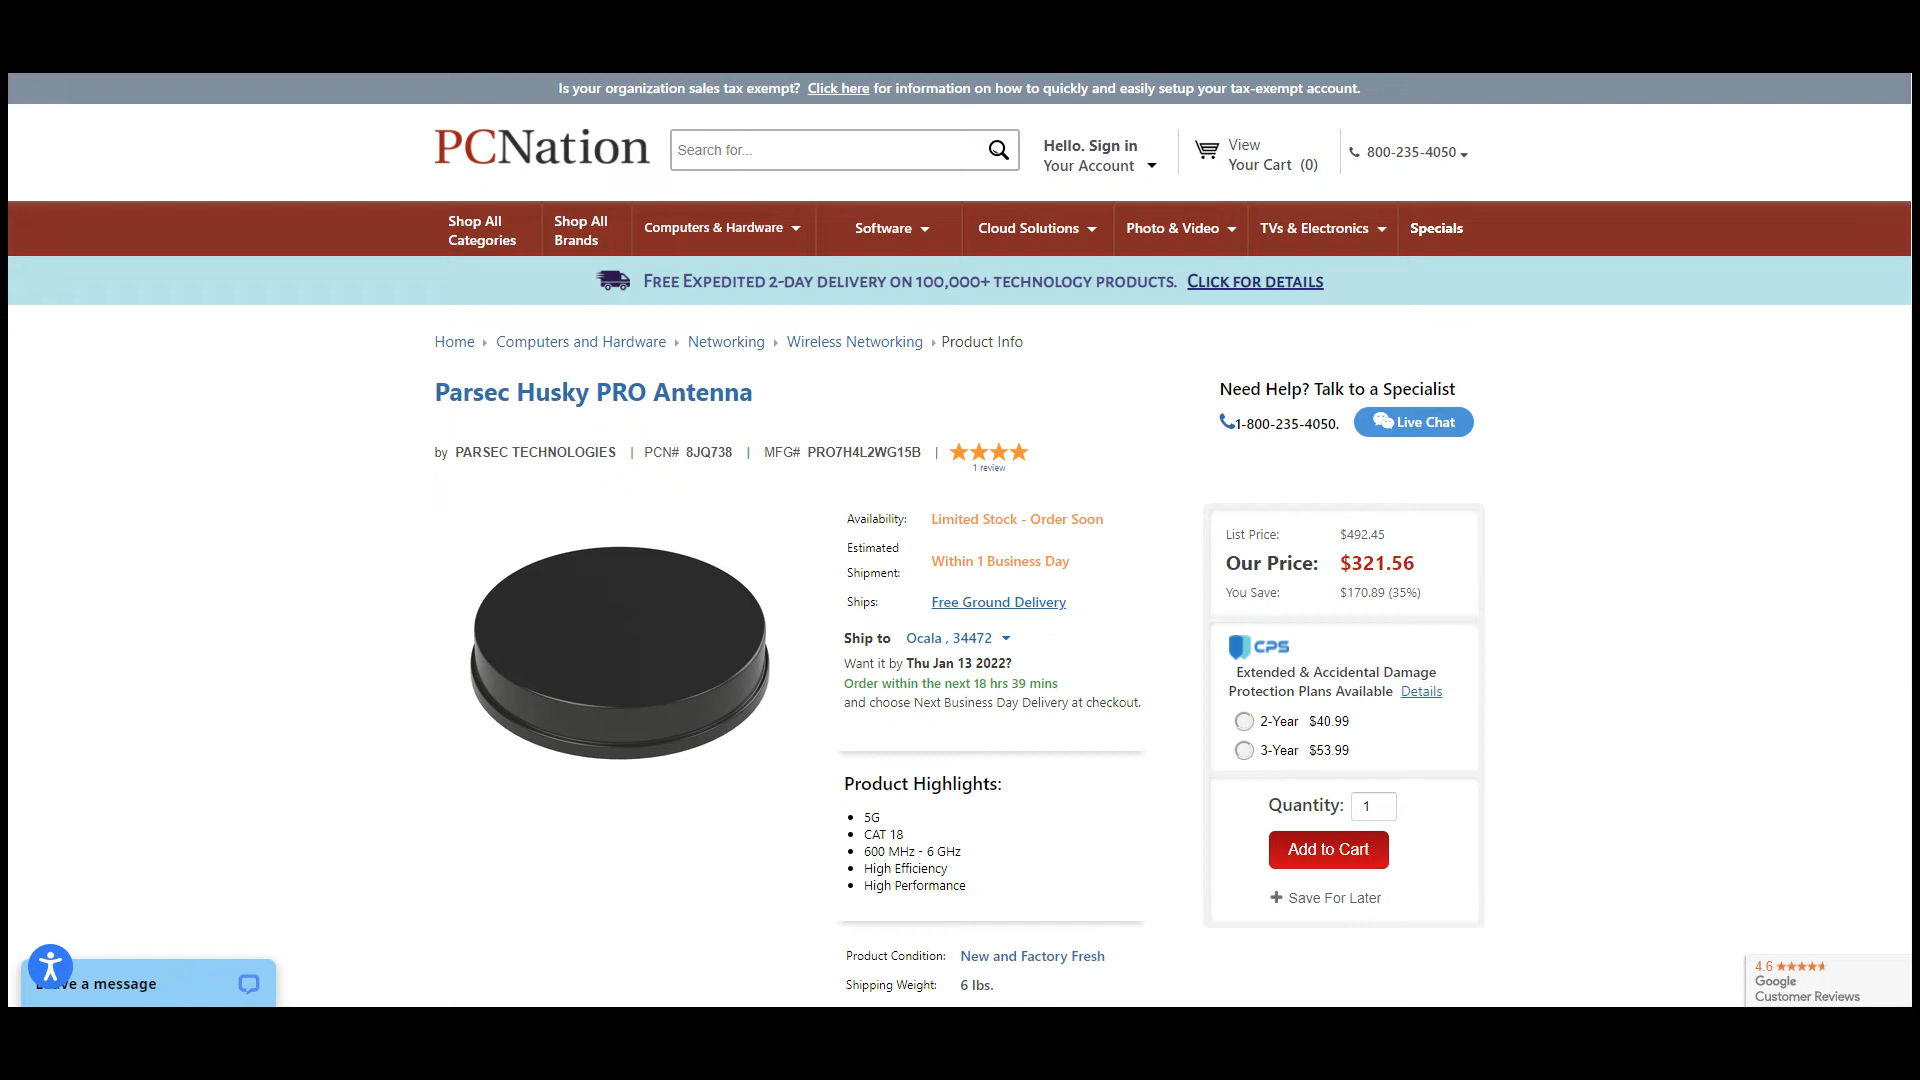 Is your organization sales tax exempt? Click here for information on how to quickly and easily setup your tax-exempt account.
PCNation
Search for...
Hello. Sign in
Your Account
View
Your Cart (0)
800-235-4050
Shop All
Categories
Shop All
Brands
Computers & Hardware
Software
Cloud Solutions
Photo & Video
TVs & Electronics
Specials
FREE EXPEDITED 2-DAY DELIVERY ON 100,000+ TECHNOLOGY PRODUCTS. CLICK FOR DETAILS
Home Computers and Hardware Networking Wireless Networking Product Info
Parsec Husky PRO Antenna
Need Help? Talk to a Specialist
1-800-235-4050.
Live Chat
by PARSEC TECHNOLOGIES | PCN# 8JQ738 | MFG# PRO7H4L2WG15B |
1 review
Availability: Limited Stock - Order Soon
Estimated
Shipment: Within 1 Business Day
Ships: Free Ground Delivery
Ship to Ocala , 34472
Want it by Thu Jan 13 2022?
Order within the next 18 hrs 39 mins
and choose Next Business Day Delivery at checkout.
Product Highlights:
5G
CAT 18
600 MHz - 6 GHz
High Efficiency
High Performance
Product Condition: New and Factory Fresh
Shipping Weight: 6 lbs.
List Price: $492.45
Our Price: $321.56
You Save: $170.89 (35%)
CPS
Extended & Accidental Damage
Protection Plans Available Details
2-Year $40.99
3-Year $53.99
Quantity: 1
Add to Cart
Save For Later
a message
4.6
Google
Customer Reviews